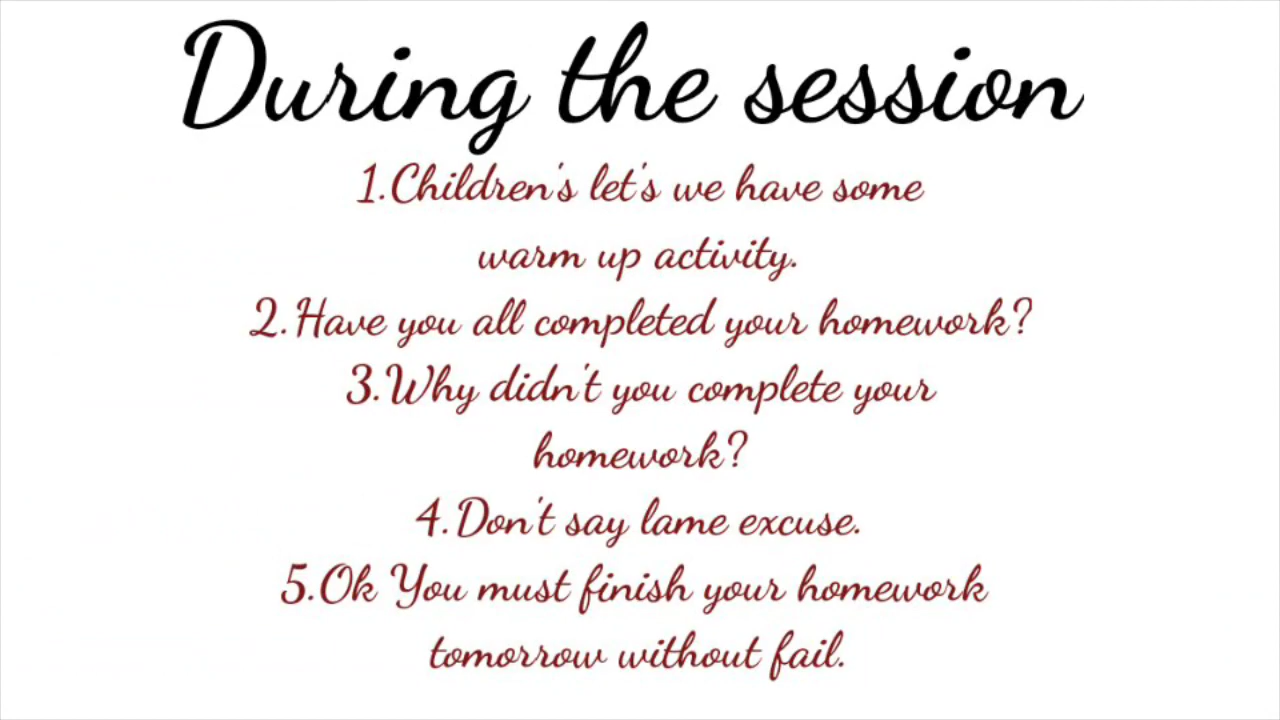 During the session
1.Children's let's we have some
warm up activity.
2.Have you all completed your homework?
3.Why didn't you complete your
homework?
4.Don't say lame excuse.
5.Ok You must finish your homework
tomorrow without fail.